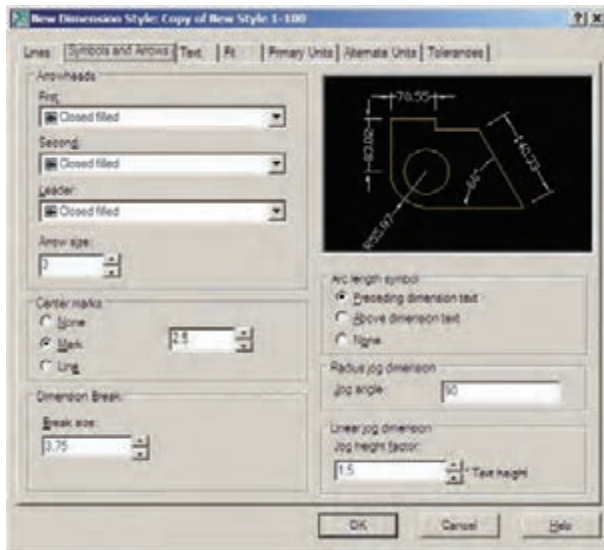 New Dimension Style: Copy of New Style 1-100
Lines Symbols and Arrows Text Fit Primary Units Alternate Units Tolerances
Arrowheads
First:
Closed filled
Second:
Closed filled
Leader:
Closed filled
Arrow size:
3
Center marks
None
Mark
Line
2.5
Dimension Break
Break size:
3.75
60°
Arc length symbol
Preceding dimension text
Above dimension text
None
Radius jog dimension
Jog angle:
Linear jog dimension
Jog height factor:
1.5
* Text height
OK
Cancel
Help